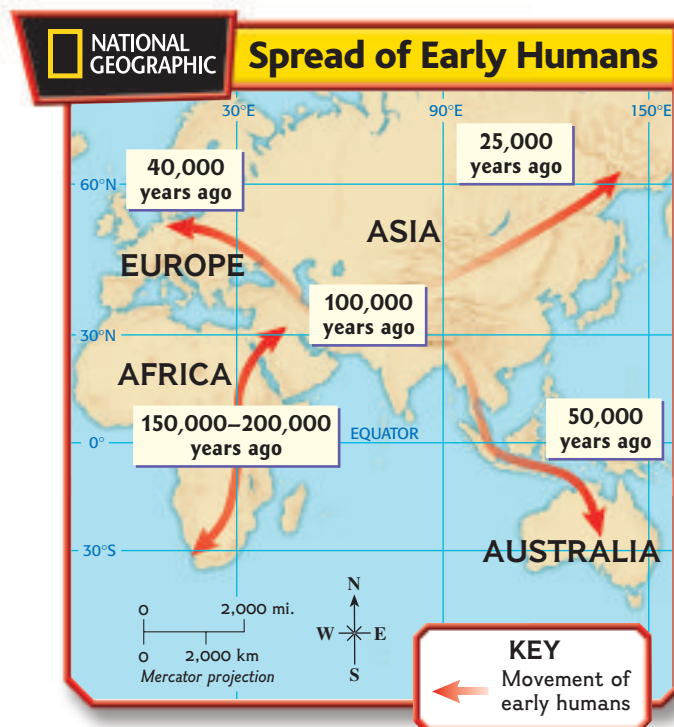 NATIONAL
GEOGRAPHIC
Spread of Early Humans
30°E
90°E
150°E
40,000
years ago
25,000
years ago
60°N
ASIA
EUROPE
100,000
years ago
30°N
AFRICA
150,000–200,000
years ago
50,000
years ago
0°
EQUATOR
30°S
AUSTRALIA
0
2,000 mi.
0
2,000 km
Mercator projection
N
W
E
S
KEY
Movement of
early humans